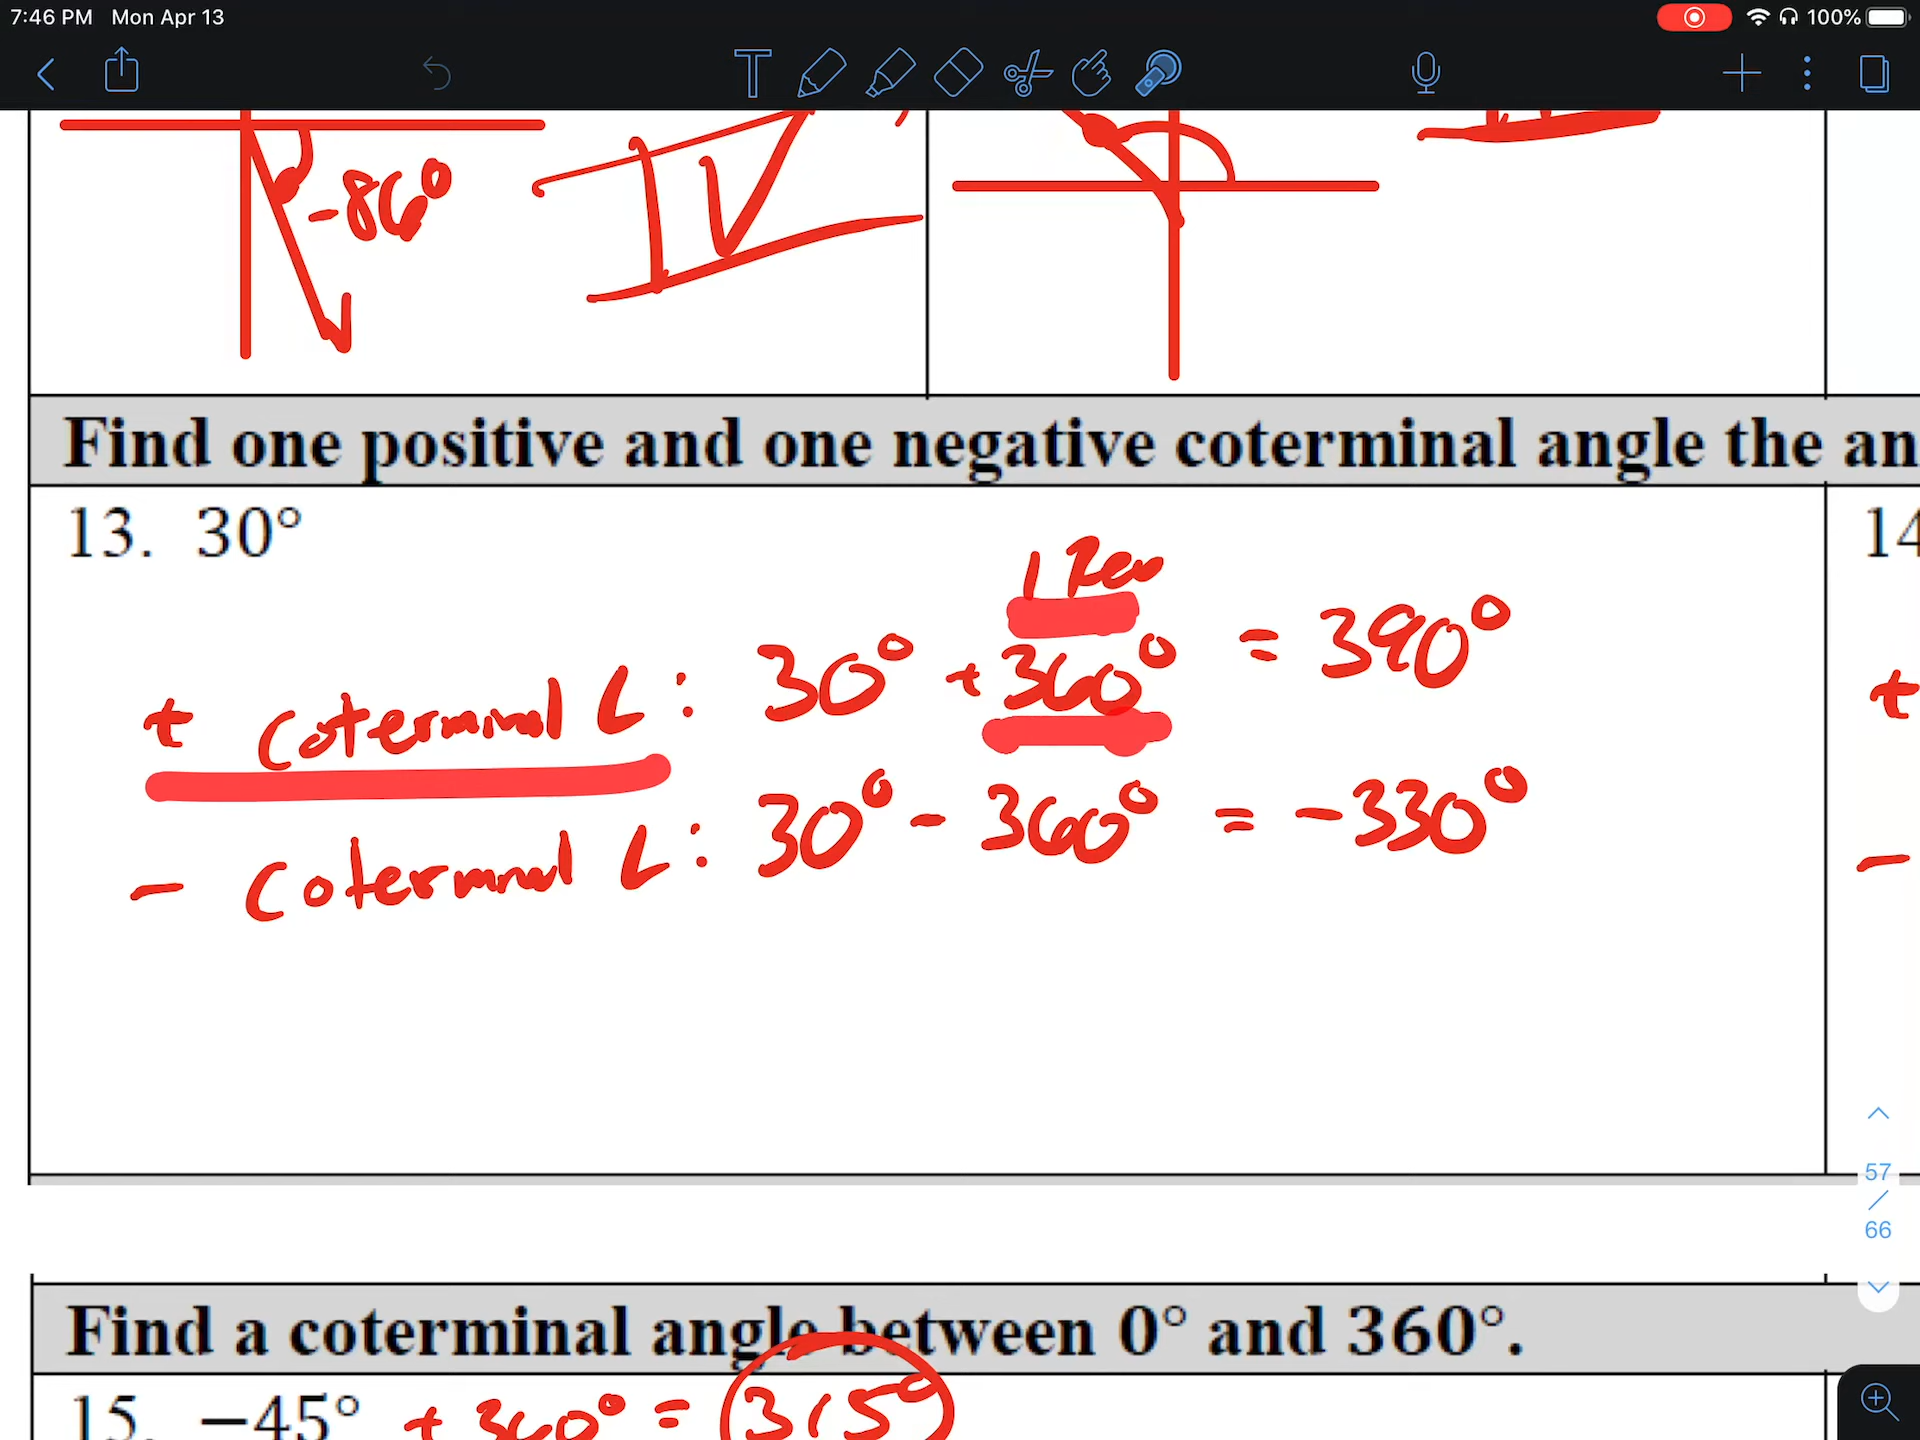 7:46 PM Mon Apr 13
100%
-86°
IV
Find one positive and one negative coterminal angle the an
13. 30°
14
1 Rev
+ Coterminal ∠: 30° + 360° = 390°
+
- Coterminal ∠: 30° - 360° = -330°
-
57
/
66
Find a coterminal angle between 0° and 360°.
15. −45° + 360° = 315°